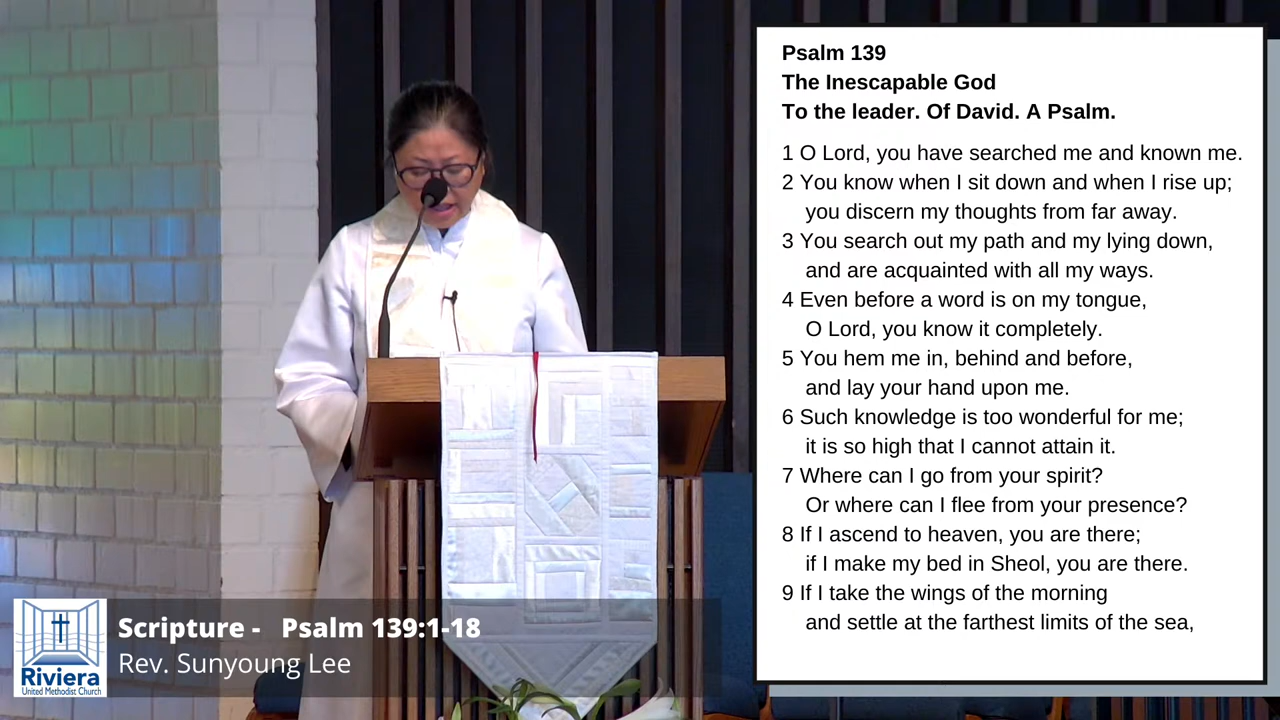 Psalm 139
The Inescapable God
To the leader. Of David. A Psalm.
1 O Lord, you have searched me and known me.
2 You know when I sit down and when I rise up;
you discern my thoughts from far away.
3 You search out my path and my lying down,
and are acquainted with all my ways.
4 Even before a word is on my tongue,
O Lord, you know it completely.
5 You hem me in, behind and before,
and lay your hand upon me.
6 Such knowledge is too wonderful for me;
it is so high that I cannot attain it.
7 Where can I go from your spirit?
Or where can I flee from your presence?
8 If I ascend to heaven, you are there;
if I make my bed in Sheol, you are there.
9 If I take the wings of the morning
and settle at the farthest limits of the sea,
Scripture - Psalm 139:1-18
Rev. Sunyoung Lee
Riviera
United Methodist Church